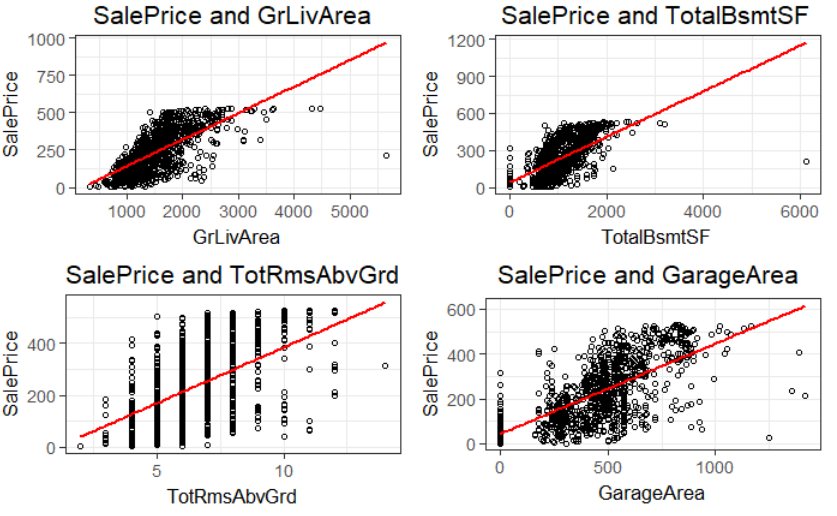 SalePrice and GrLivArea
1000
750
500
250
0
SalePrice
1000 2000 3000 4000 5000
GrLivArea
SalePrice and TotalBsmtSF
1200
900
600
300
0
SalePrice
0 2000 4000 6000
TotalBsmtSF
SalePrice and TotRmsAbvGrd
400
200
0
SalePrice
5 10
TotRmsAbvGrd
SalePrice and GarageArea
600
400
200
0
SalePrice
0 500 1000
GarageArea